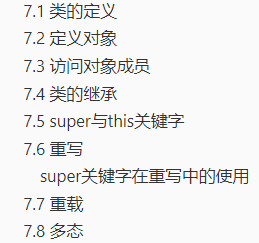 7.1 类的定义
7.2 定义对象
7.3 访问对象成员
7.4 类的继承
7.5 super与this关键字
7.6 重写
super关键字在重写中的使用
7.7 重载
7.8 多态